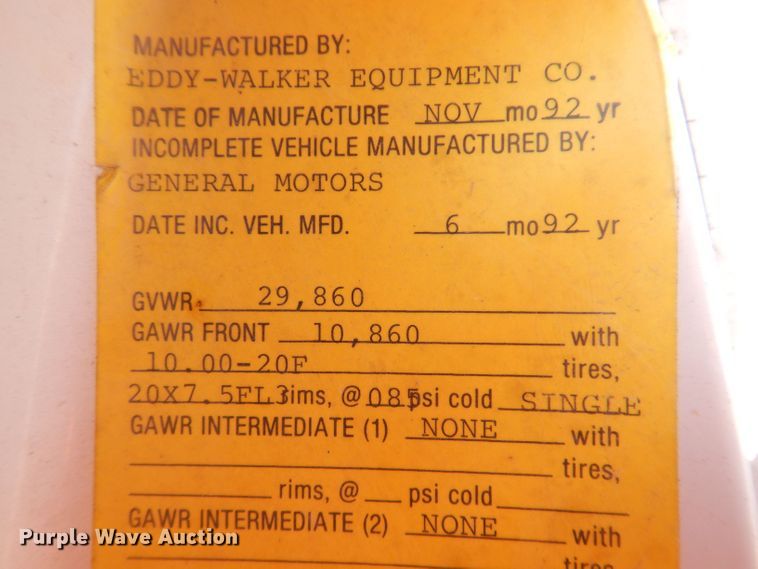 MANUFACTURED BY:
EDDY-WALKER EQUIPMENT CO.
DATE OF MANUFACTURE NOV mo 92 yr
INCOMPLETE VEHICLE MANUFACTURED BY:
GENERAL MOTORS
DATE INC. VEH. MFD. 6 mo 92 yr
GVWR 29,860
GAWR FRONT 10,860 with
10.00-20F tires,
20X7.5FL3 rims, @ 085 psi cold SINGLE
GAWR INTERMEDIATE (1) NONE with
tires,
rims, @ psi cold
GAWR INTERMEDIATE (2) NONE with
tires
Purple Wave Auction